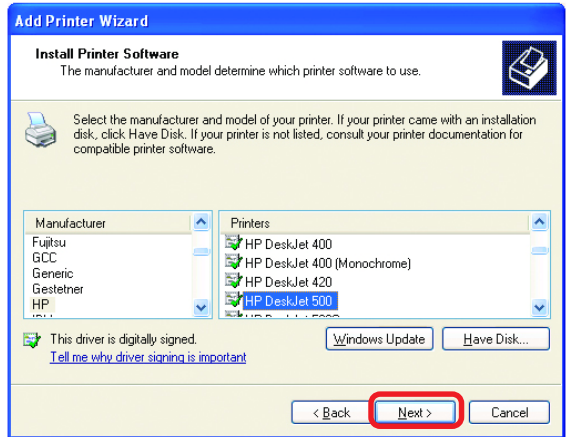 Add Printer Wizard
Install Printer Software
The manufacturer and model determine which printer software to use.
Select the manufacturer and model of your printer. If your printer came with an installation
disk, click Have Disk. If your printer is not listed, consult your printer documentation for
compatible printer software.
Manufacturer
Fujitsu
GCC
Generic
Gestetner
HP
Printers
HP DeskJet 400
HP DeskJet 400 (Monochrome)
HP DeskJet 420
HP DeskJet 500
This driver is digitally signed.
Tell me why driver signing is important
Windows Update
Have Disk...
< Back
Next >
Cancel